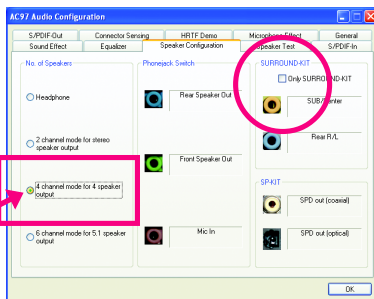 AC97 Audio Configuration
S/PDIF-Out
Connector Sensing
HRTF Demo
Microphone Effect
General
Sound Effect
Equalizer
Speaker Configuration
Speaker Test
S/PDIF-In
No. of Speakers
Headphone
2 channel mode for stereo
speaker output
4 channel mode for 4 speaker
output
6 channel mode for 5.1 speaker
output
Phonejack Switch
Rear Speaker Out
Front Speaker Out
Mic In
SURROUND-KIT
Only SURROUND-KIT
SUB/Center
Rear R/L
SP-KIT
SPD out (coaxial)
SPD out (optical)
OK